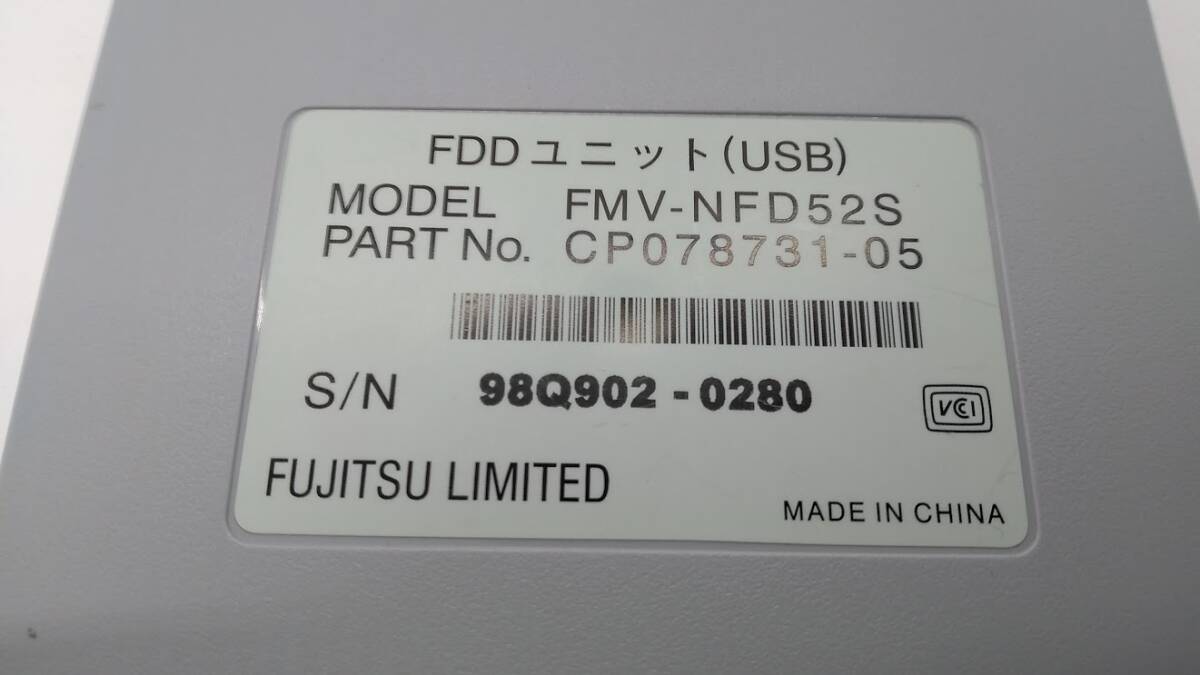 FDDユニット(USB)
MODEL FMV-NFD52S
PART No. CP078731-05
S/N 98Q902-0280
VCCI
FUJITSU LIMITED
MADE IN CHINA